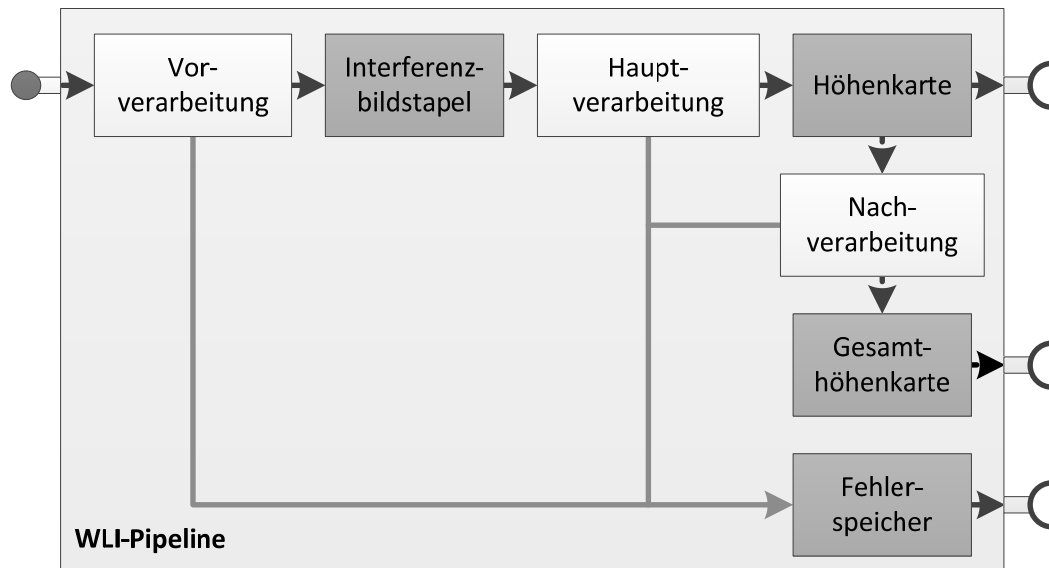 Vor-
verarbeitung
Interferenz-
bildstapel
Haupt-
verarbeitung
Höhenkarte
Nach-
verarbeitung
Gesamt-
höhenkarte
Fehler-
speicher
WLI-Pipeline